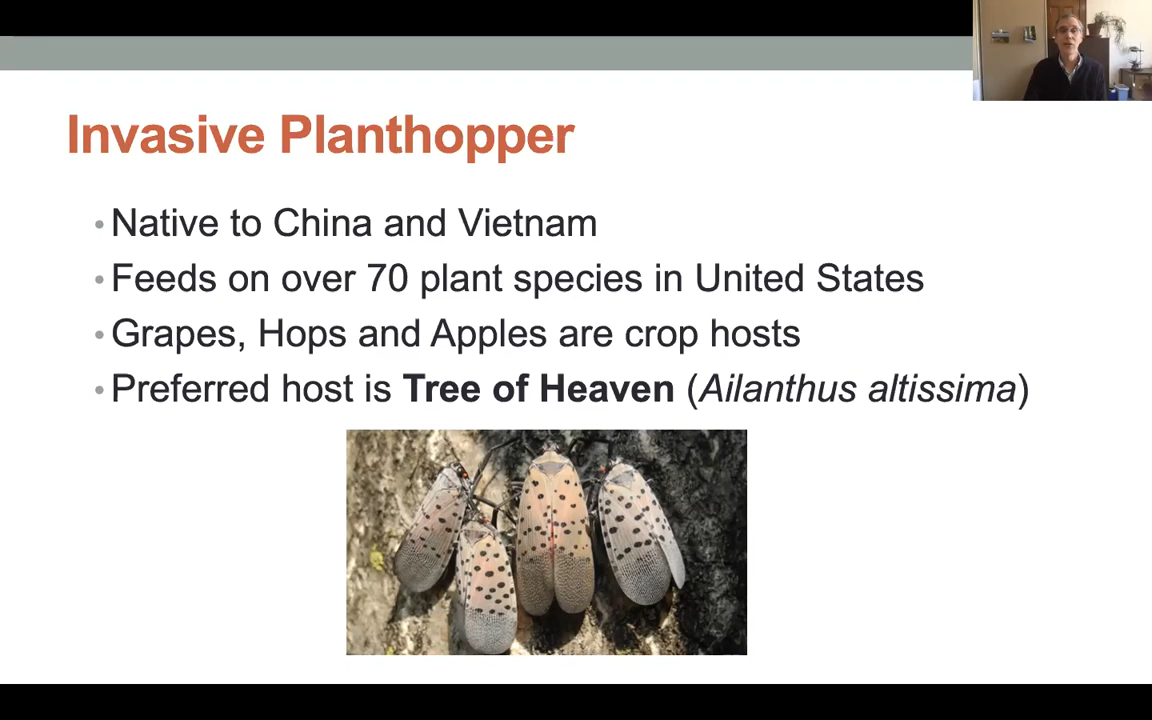 Invasive Planthopper
• Native to China and Vietnam
• Feeds on over 70 plant species in United States
• Grapes, Hops and Apples are crop hosts
• Preferred host is Tree of Heaven (Ailanthus altissima)